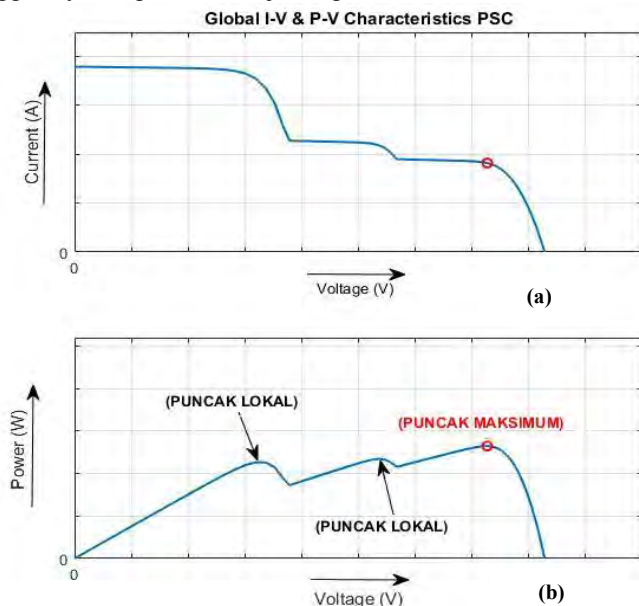 Global I-V & P-V Characteristics PSC
Current (A)
0
0
Voltage (V)
(a)
(PUNCAK LOKAL)
(PUNCAK MAKSIMUM)
(PUNCAK LOKAL)
Power (W)
0
0
Voltage (V)
(b)